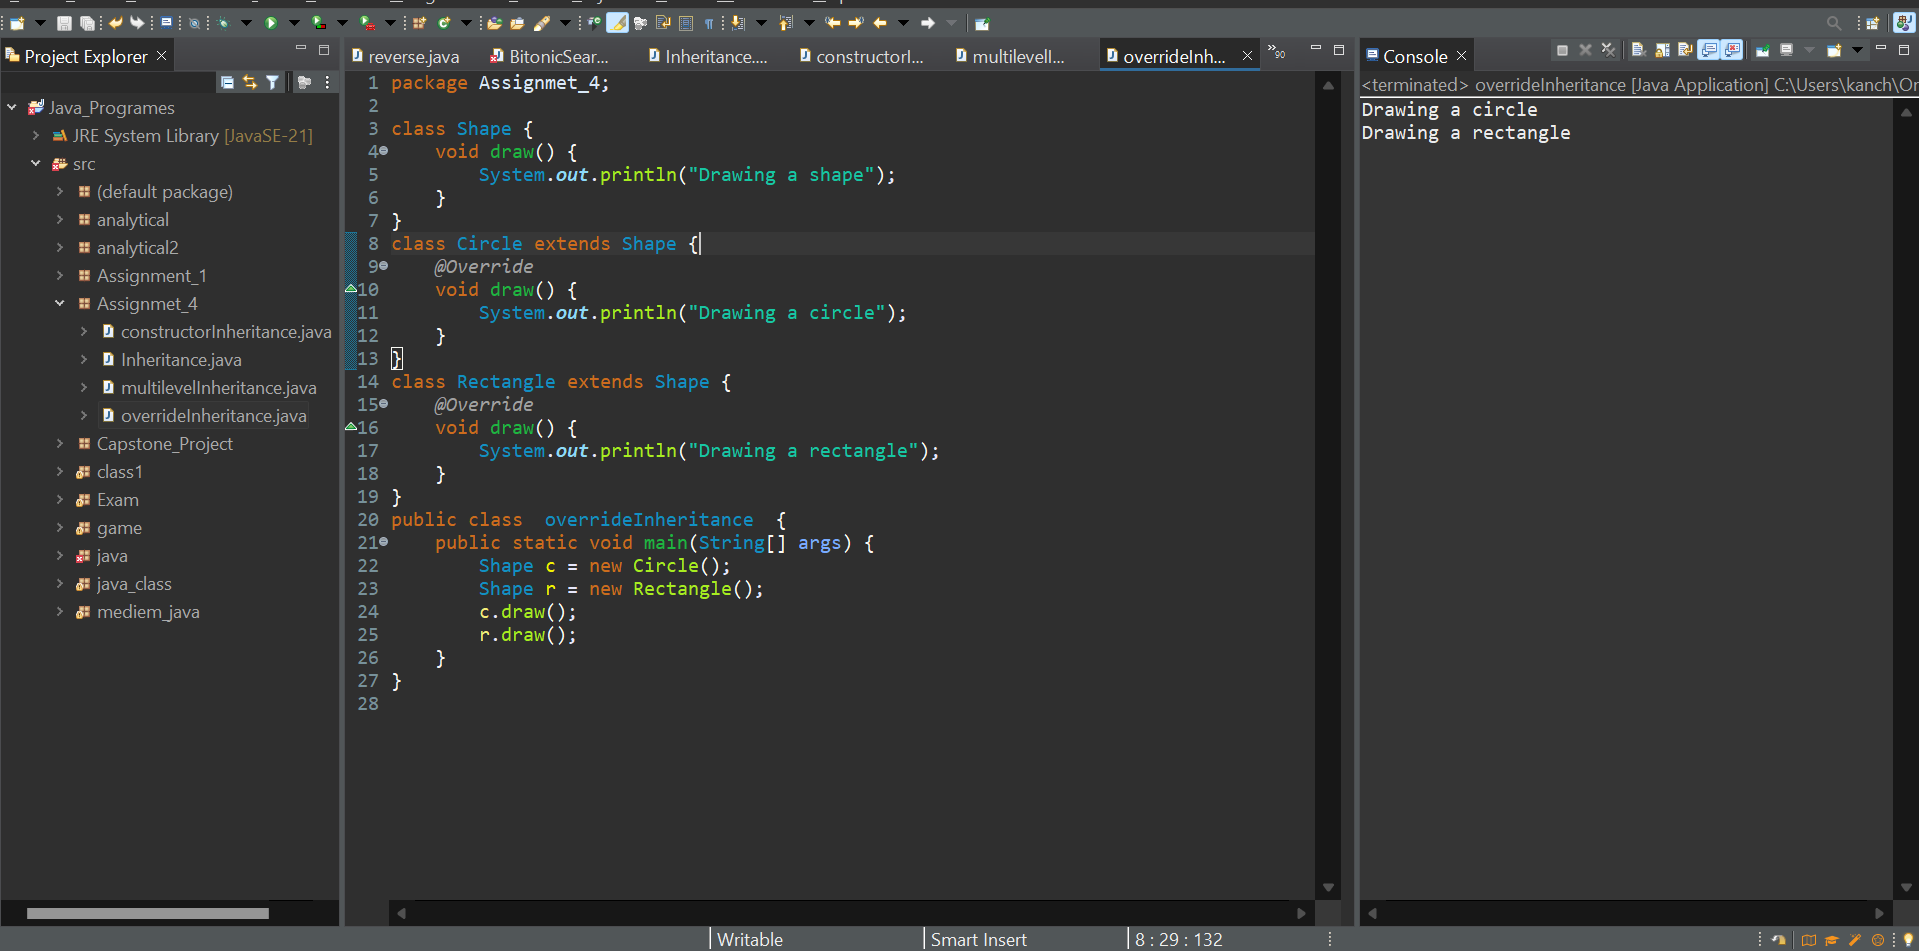 Project Explorer
Java_Programes
JRE System Library [JavaSE-21]
src
(default package)
analytical
analytical2
Assignment_1
Assignmet_4
constructorInheritance.java
Inheritance.java
multilevelInheritance.java
overrideInheritance.java
Capstone_Project
class1
Exam
game
java
java_class
mediem_java
reverse.java
BitonicSear...
Inheritance....
constructorI...
multilevelI...
overrideInh...
90
1 package Assignmet_4;
2
3 class Shape {
4 void draw() {
5 System.out.println("Drawing a shape");
6 }
7 }
8 class Circle extends Shape {
9 @Override
10 void draw() {
11 System.out.println("Drawing a circle");
12 }
13 }
14 class Rectangle extends Shape {
15 @Override
16 void draw() {
17 System.out.println("Drawing a rectangle");
18 }
19 }
20 public class overrideInheritance {
21 public static void main(String[] args) {
22 Shape c = new Circle();
23 Shape r = new Rectangle();
24 c.draw();
25 r.draw();
26 }
27 }
28
Console
<terminated> overrideInheritance [Java Application] C:\Users\kanch\Or
Drawing a circle
Drawing a rectangle
Writable
Smart Insert
8 : 29 : 132